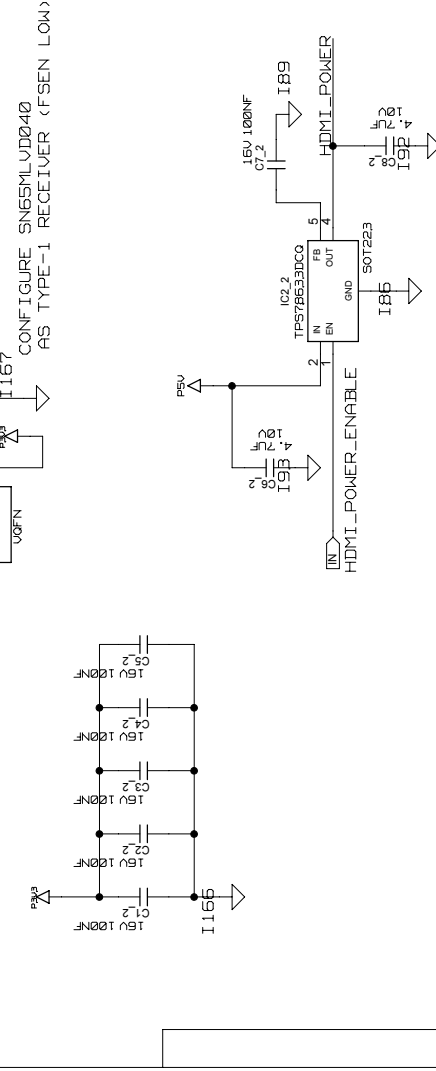 CONFIGURE SN65MLVD040
AS TYPE-1 RECEIVER (FSEN LOW)
I167
P3V3
VQFN
I89
16V 100NF
C7_2
HDMI_POWER
4.7UF
10V
C8_2
I92
5
4
FB
OUT
IC2_2
TPS78633DCQ
GND
SOT223
IN
EN
2
1
I86
P5V
4.7UF
10V
C6_2
I93
IN
HDMI_POWER_ENABLE
P3V3
16V 100NF
C5_2
16V 100NF
C4_2
16V 100NF
C3_2
16V 100NF
C2_2
16V 100NF
C1_2
I166